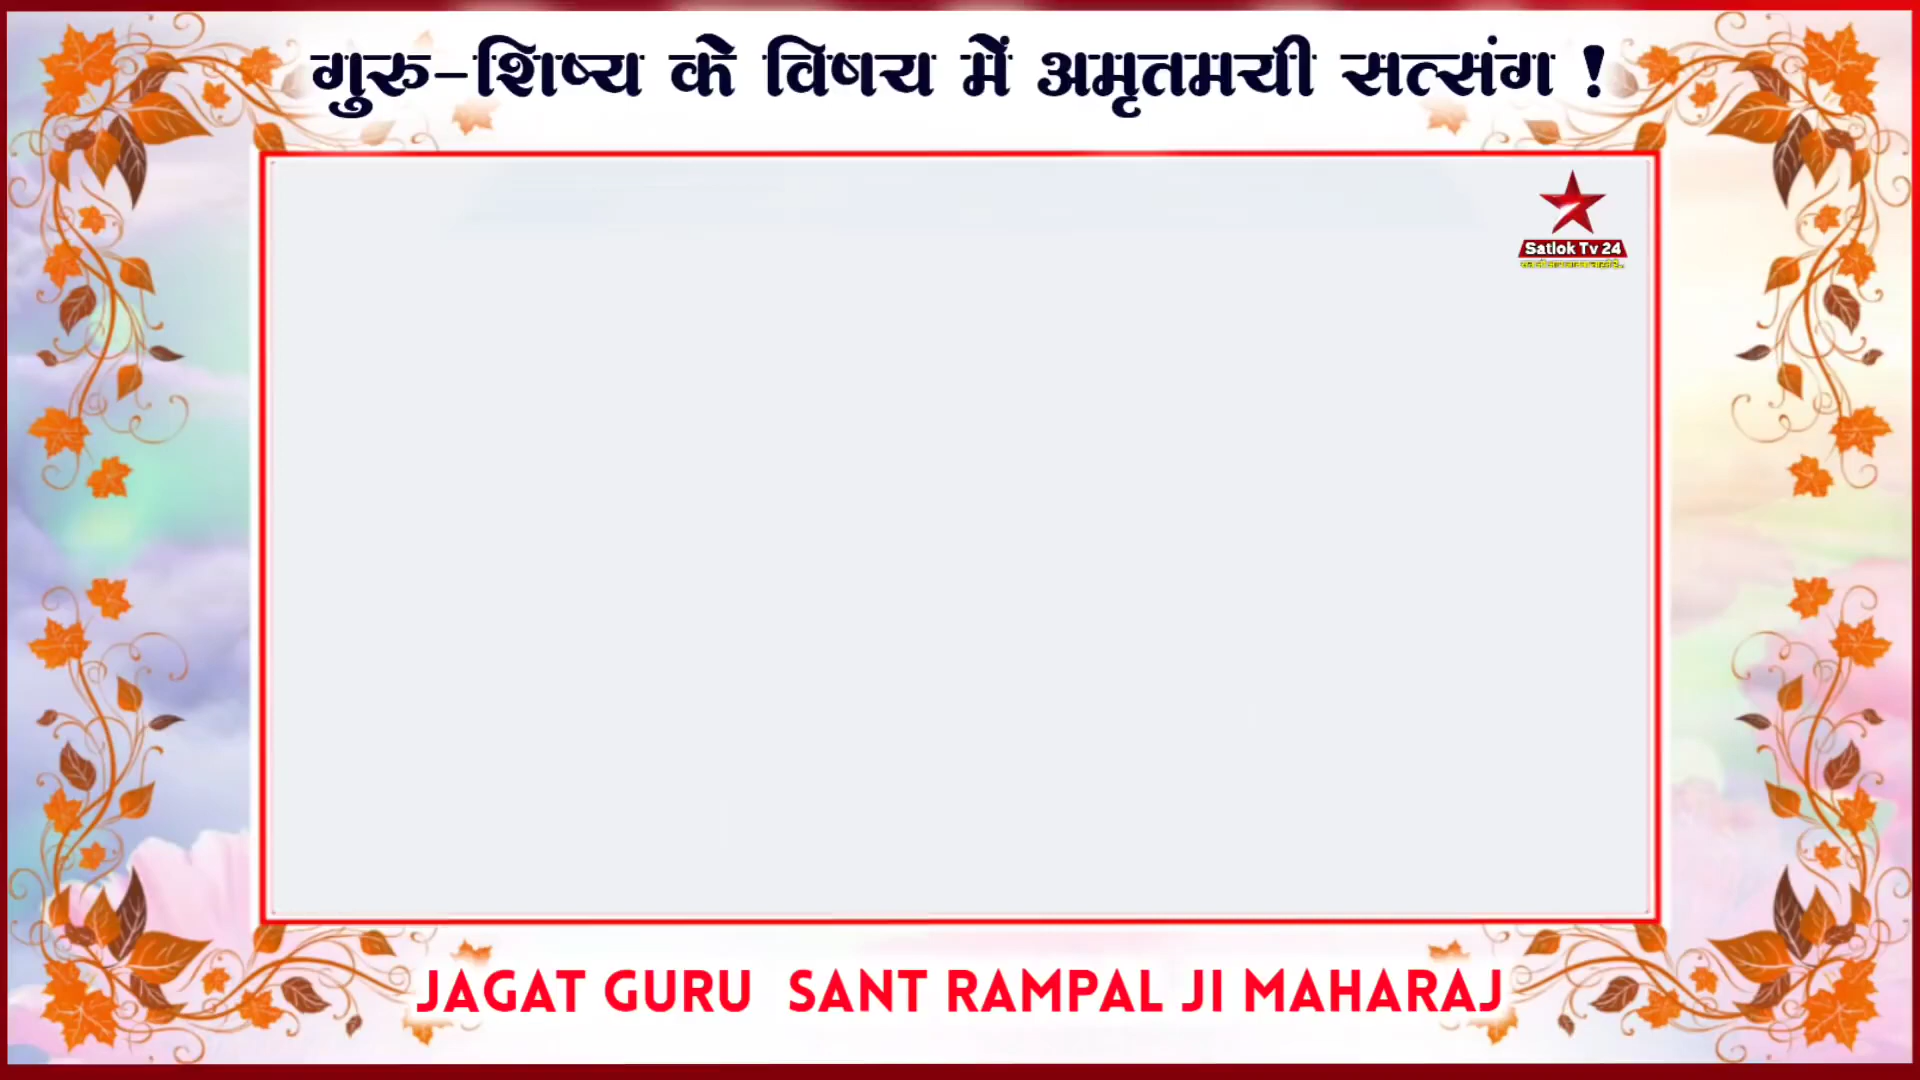 गुरु-शिष्य के विषय में अमृतमयी सत्संग !
Satlok Tv 24
JAGAT GURU SANT RAMPAL JI MAHARAJ